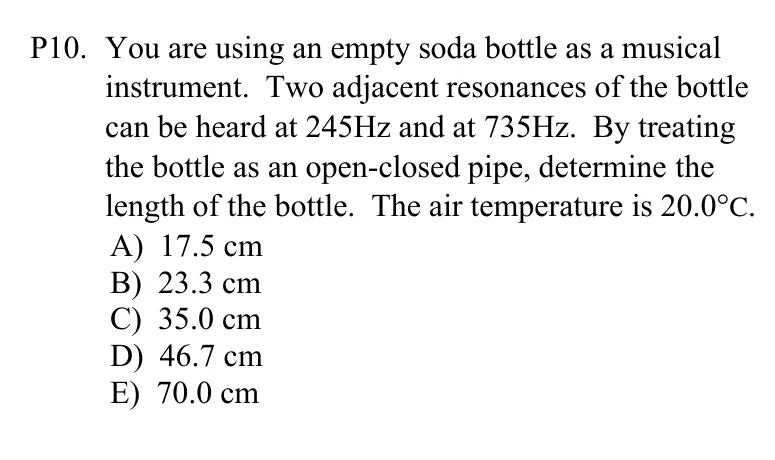 P10. You are using an empty soda bottle as a musical
instrument. Two adjacent resonances of the bottle
can be heard at 245Hz and at 735Hz. By treating
the bottle as an open-closed pipe, determine the
length of the bottle. The air temperature is 20.0°C.
A) 17.5 cm
B) 23.3 cm
C) 35.0 cm
D) 46.7 cm
E) 70.0 cm